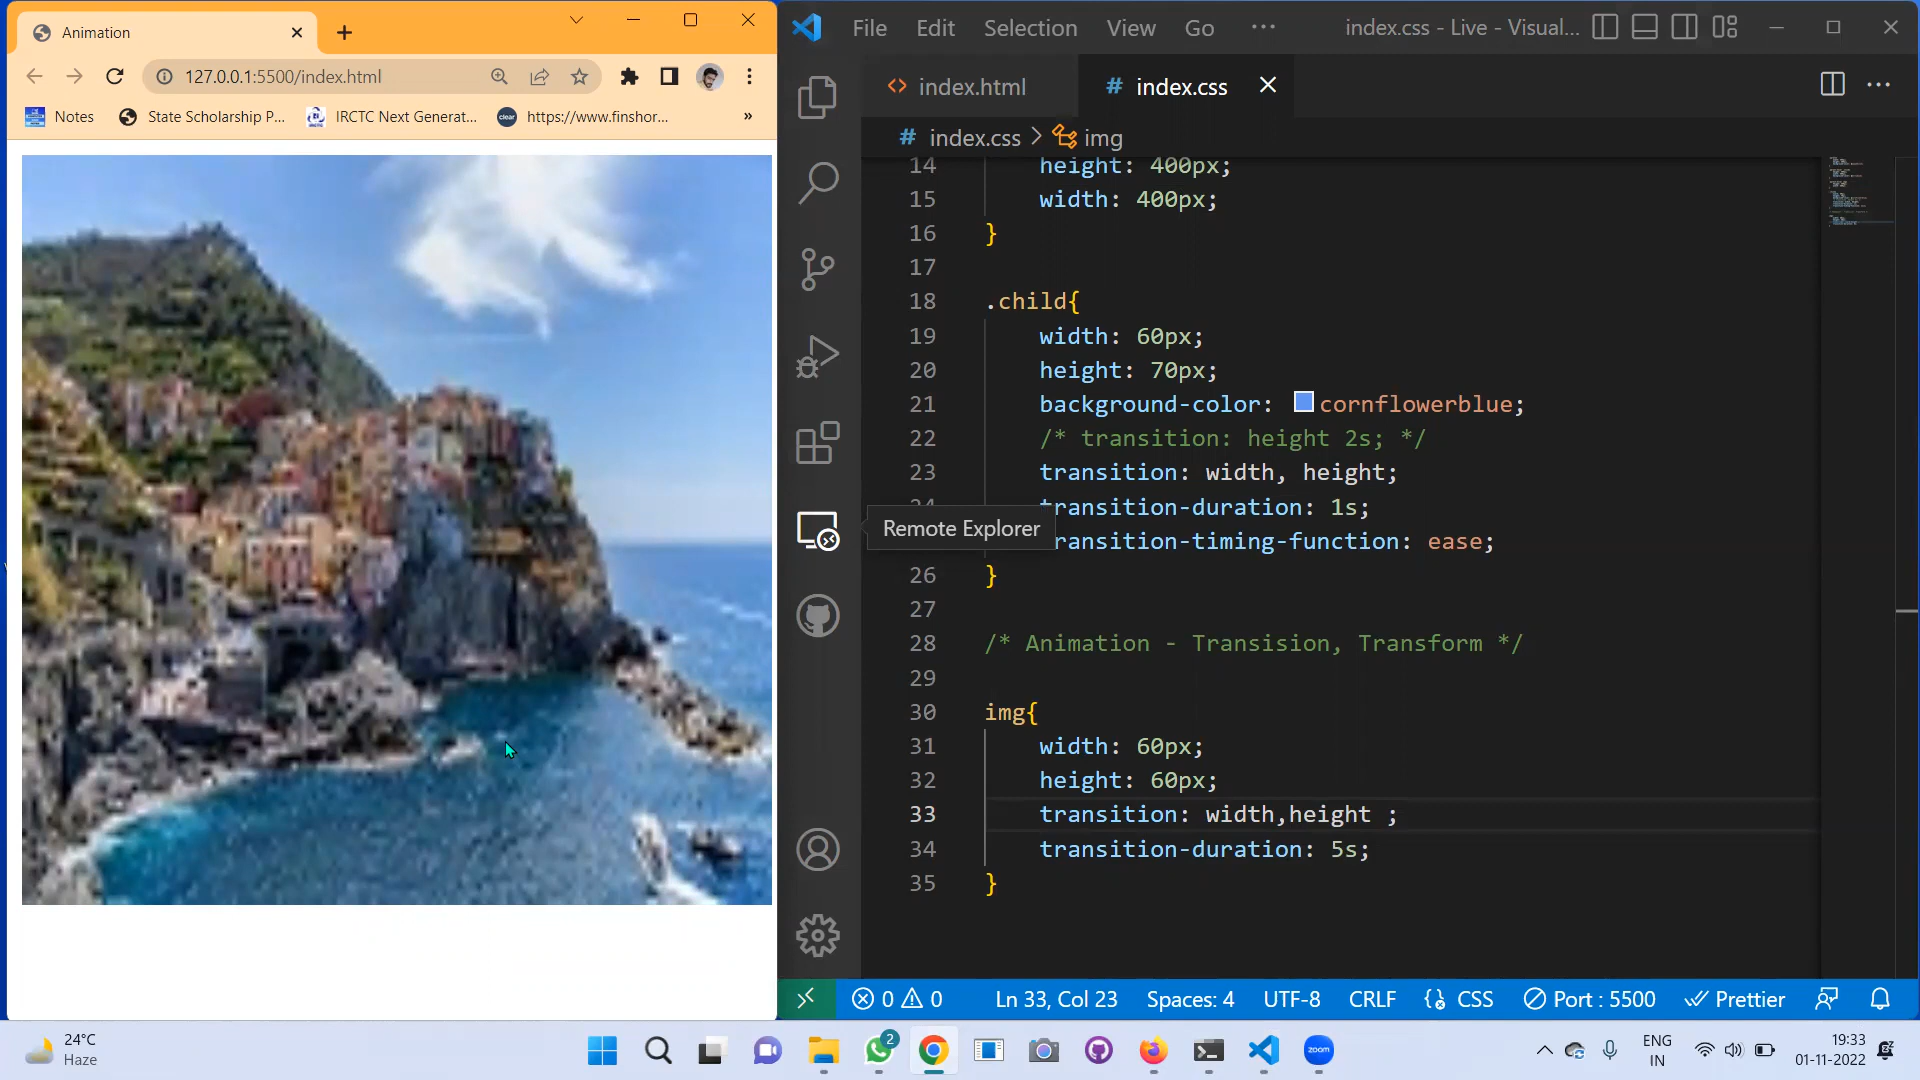 Animation
127.0.0.1:5500/index.html
Notes
State Scholarship P...
IRCTC Next Generat...
clear
https://www.finshor...
»
File Edit Selection View Go ···
index.css - Live - Visual...
index.html
# index.css
# index.css > img
14 height: 400px;
15 width: 400px;
16 }
17
18 .child{
19 width: 60px;
20 height: 70px;
21 background-color: cornflowerblue;
22 /* transition: height 2s; */
23 transition: width, height;
24 transition-duration: 1s;
Remote Explorer
ransition-timing-function: ease;
26 }
27
28 /* Animation - Transision, Transform */
29
30 img{
31 width: 60px;
32 height: 60px;
33 transition: width,height ;
34 transition-duration: 5s;
35 }
0 0 Ln 33, Col 23 Spaces: 4 UTF-8 CRLF CSS Port : 5500 Prettier
24°C
Haze
2
zoom
ENG
IN
19:33
01-11-2022